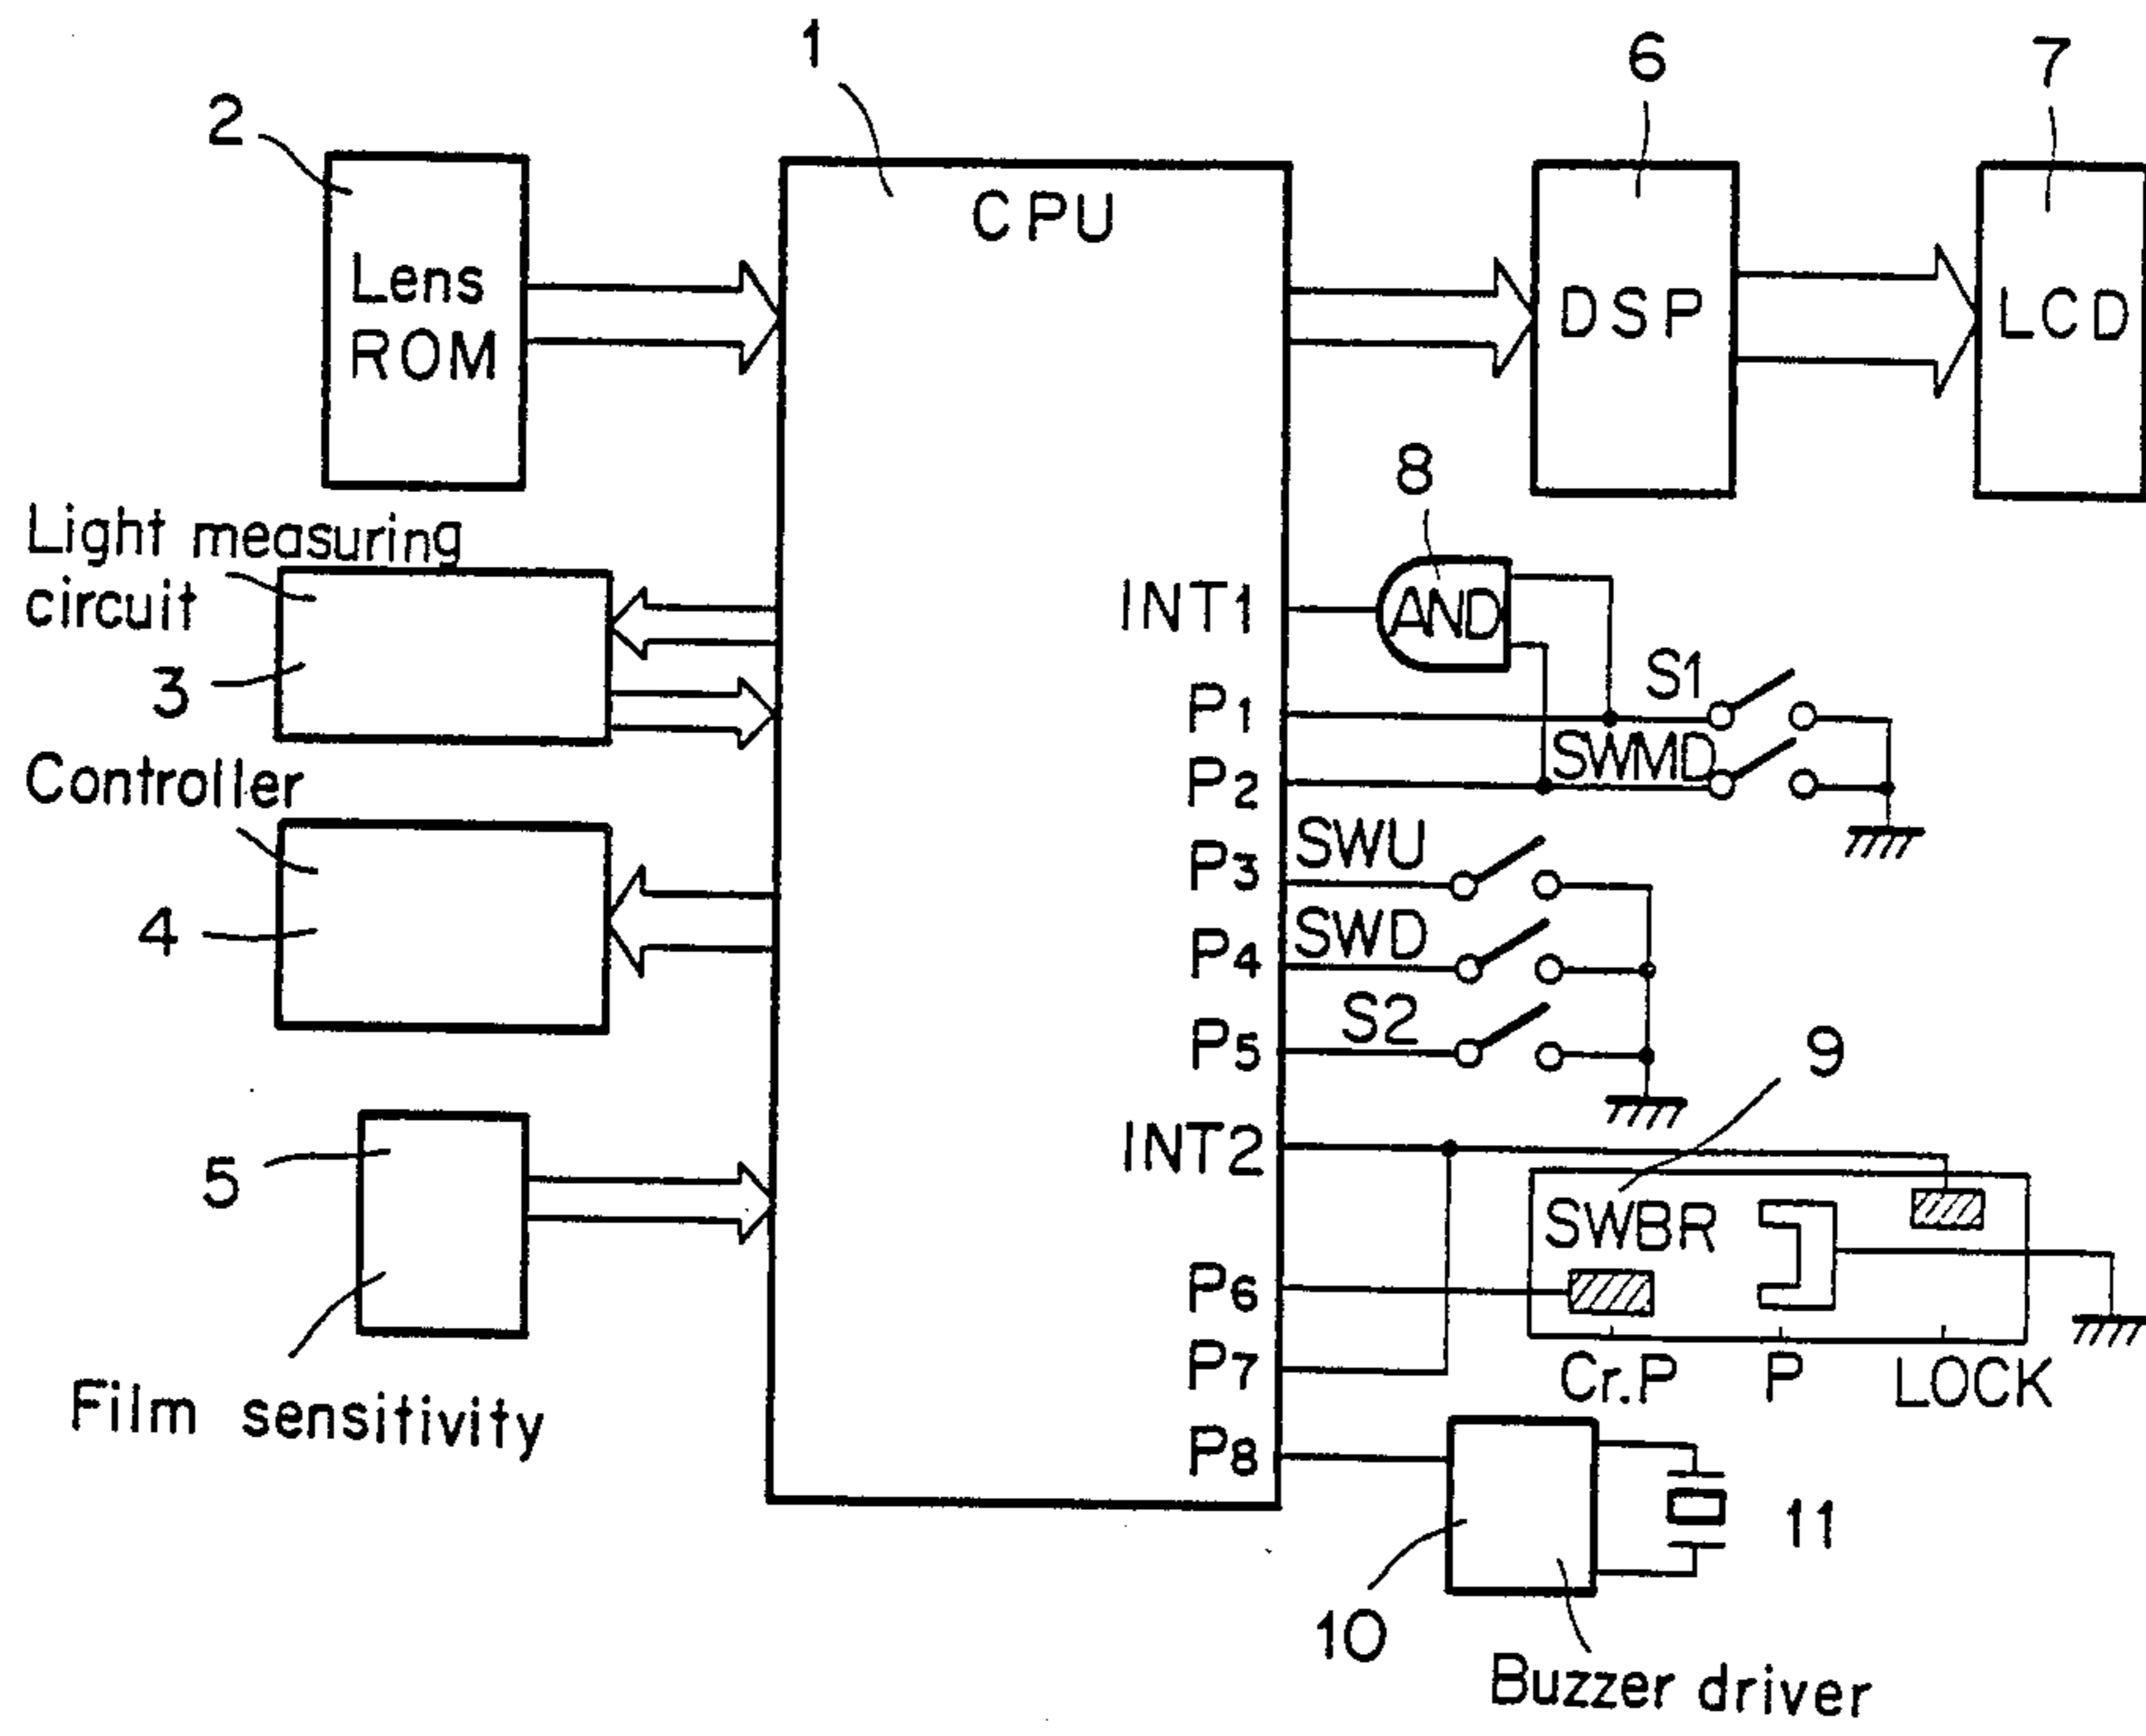 1
6
7
2
CPU
Lens
ROM
DSP
LCD
8
Light measuring
circuit
3
INT1
AND
P1
S1
P2
SWMD
Controller
4
P3
SWU
P4
SWD
P5
S2
9
5
INT2
SWBR
P6
P7
Cr.P
P
LOCK
Film sensitivity
P8
11
10
Buzzer driver